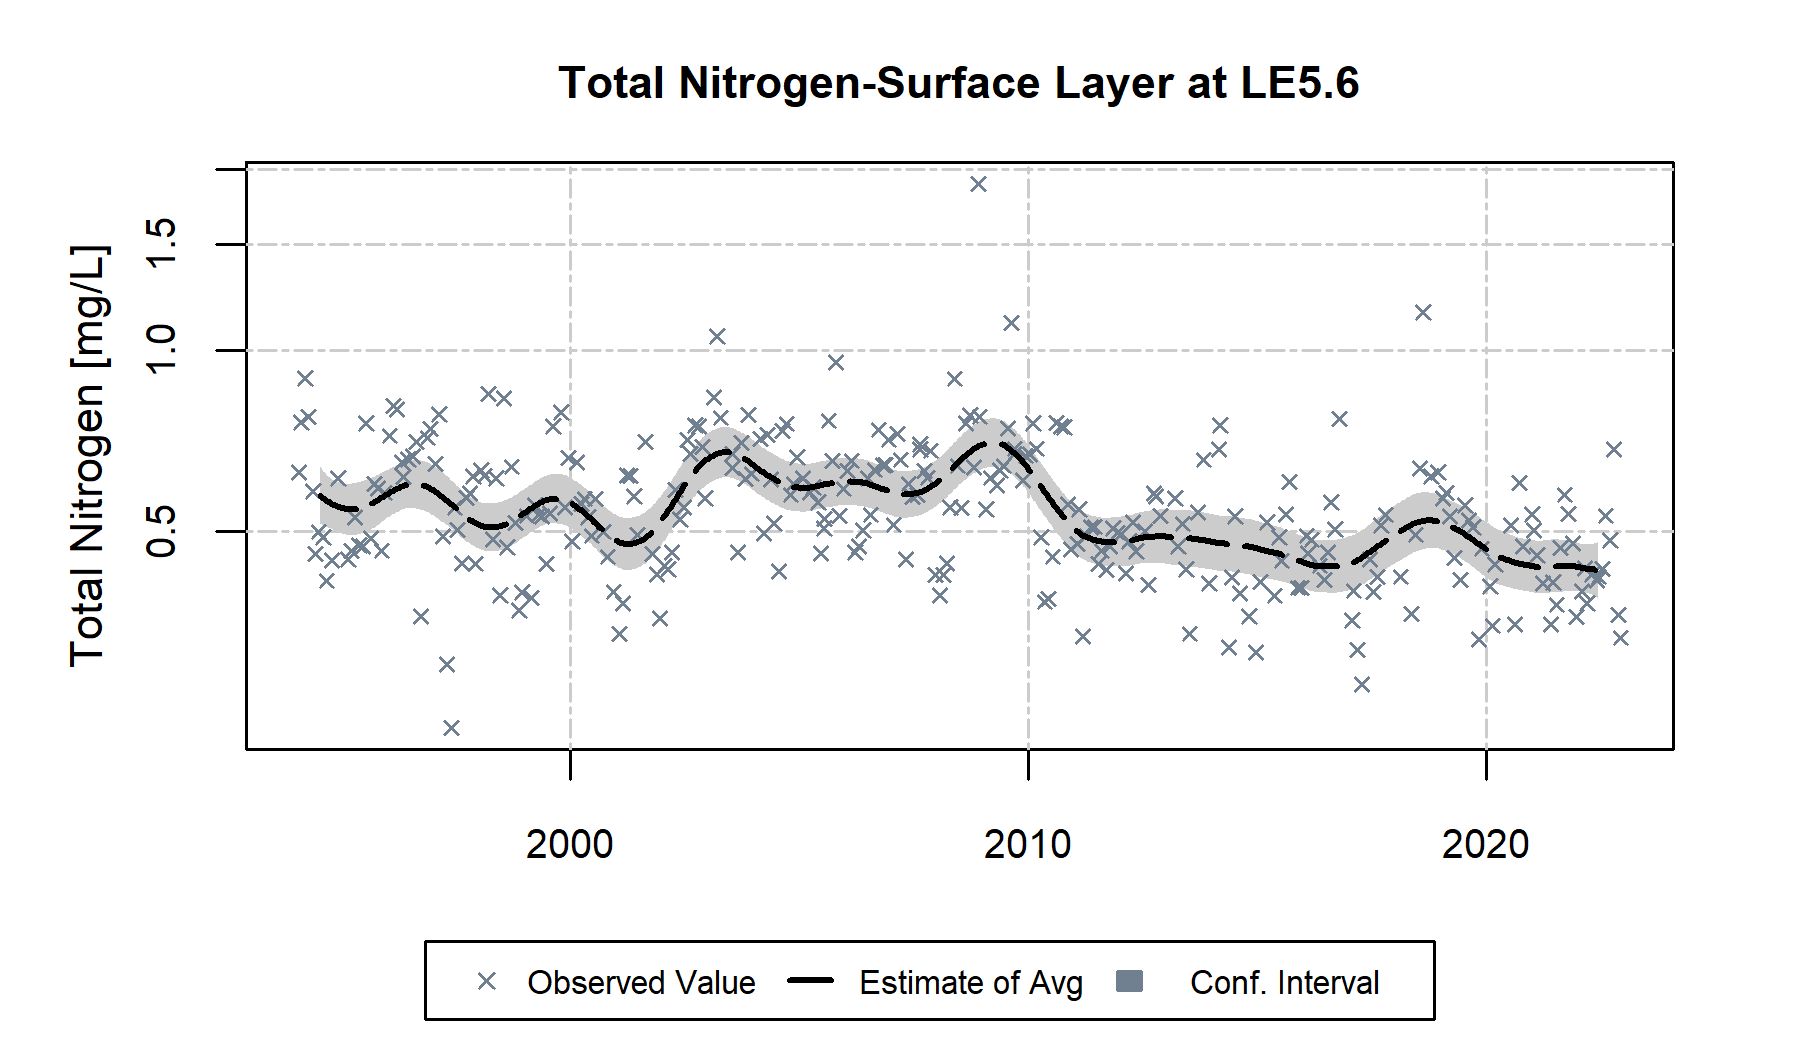 Total Nitrogen-Surface Layer at LE5.6
Total Nitrogen [mg/L]
1.5
1.0
0.5
2000 2010 2020
Observed Value Estimate of Avg Conf. Interval